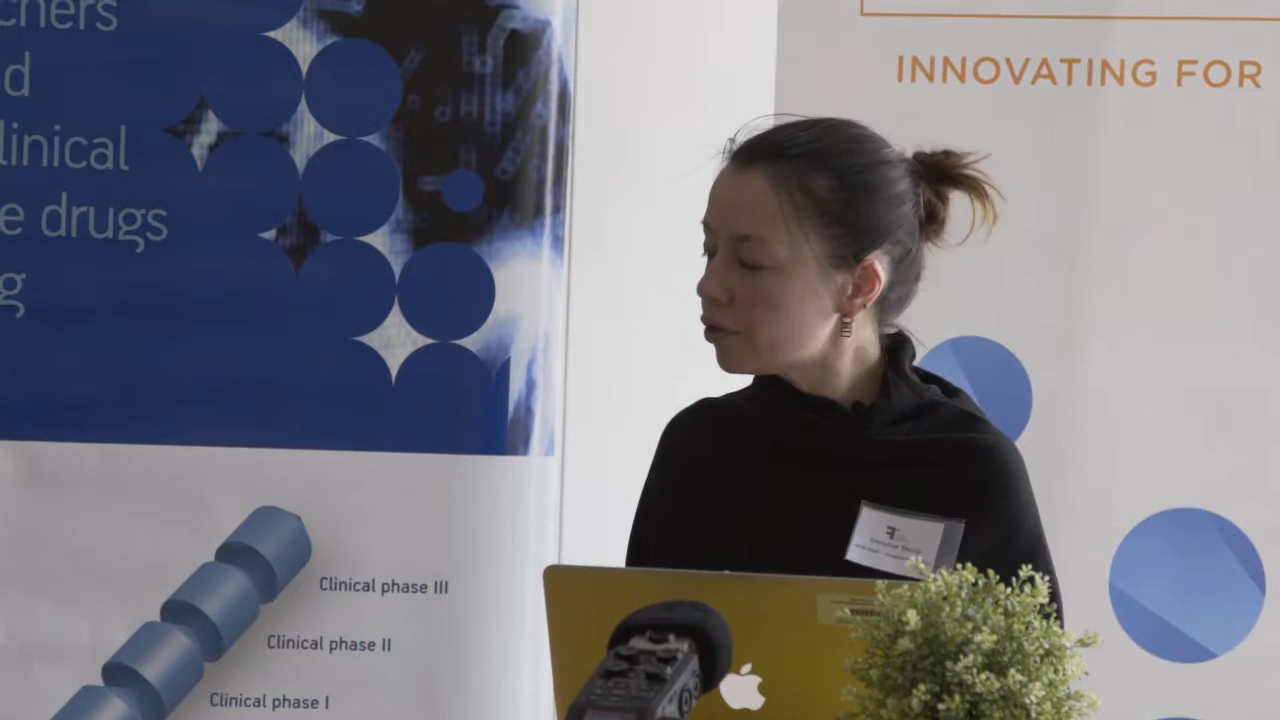 chers
d
linical
e drugs
g
INNOVATING FOR
Clinical phase III
Clinical phase II
Clinical phase I